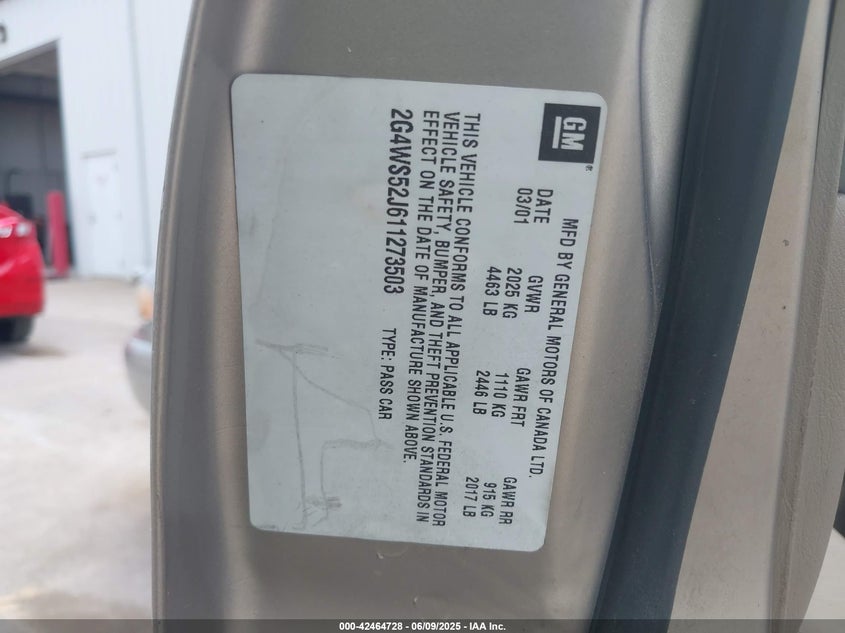 GM
MFD BY GENERAL MOTORS OF CANADA LTD.
DATE GVWR GAWR FRT GAWR RR
03/01 2025 KG 1110 KG 915 KG
4463 LB 2446 LB 2017 LB
THIS VEHICLE CONFORMS TO ALL APPLICABLE U.S. FEDERAL MOTOR
VEHICLE SAFETY, BUMPER, AND THEFT PREVENTION STANDARDS IN
EFFECT ON THE DATE OF MANUFACTURE SHOWN ABOVE.
2G4WS52J611273503 TYPE: PASS CAR
000-42464728 - 06/09/2025 - IAA Inc.